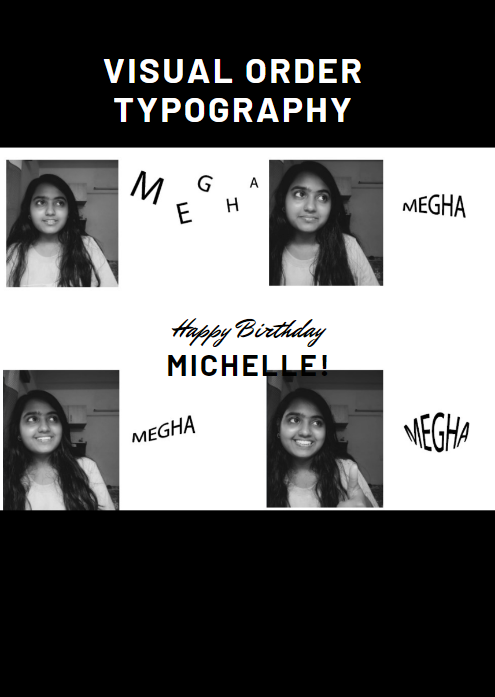 VISUAL ORDER
TYPOGRAPHY
MEGHA
MEGHA
Happy Birthday
MICHELLE!
MEGHA
MEGHA